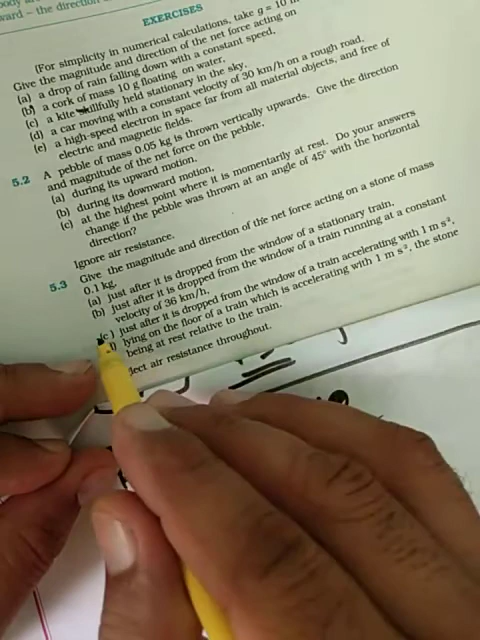 ward – the direction
EXERCISES
[For simplicity in numerical calculations, take g = 10 m
Give the magnitude and direction of the net force acting on
(a) a drop of rain falling down with a constant speed,
(b) a cork of mass 10 g floating on water,
(c) a kite skillfully held stationary in the sky,
(d) a car moving with a constant velocity of 30 km/h on a rough road,
(e) a high-speed electron in space far from all material objects, and free of
electric and magnetic fields.
5.2 A pebble of mass 0.05 kg is thrown vertically upwards. Give the direction
and magnitude of the net force on the pebble,
(a) during its upward motion,
(b) during its downward motion,
(c) at the highest point where it is momentarily at rest. Do your answers
change if the pebble was thrown at an angle of 45° with the horizontal
direction?
Ignore air resistance.
5.3 Give the magnitude and direction of the net force acting on a stone of mass
0.1 kg,
(a) just after it is dropped from the window of a stationary train,
(b) just after it is dropped from the window of a train running at a constant
velocity of 36 km/h,
(c) just after it is dropped from the window of a train accelerating with 1 m s⁻²,
lying on the floor of a train which is accelerating with 1 m s⁻², the stone
being at rest relative to the train.
air resistance throughout.